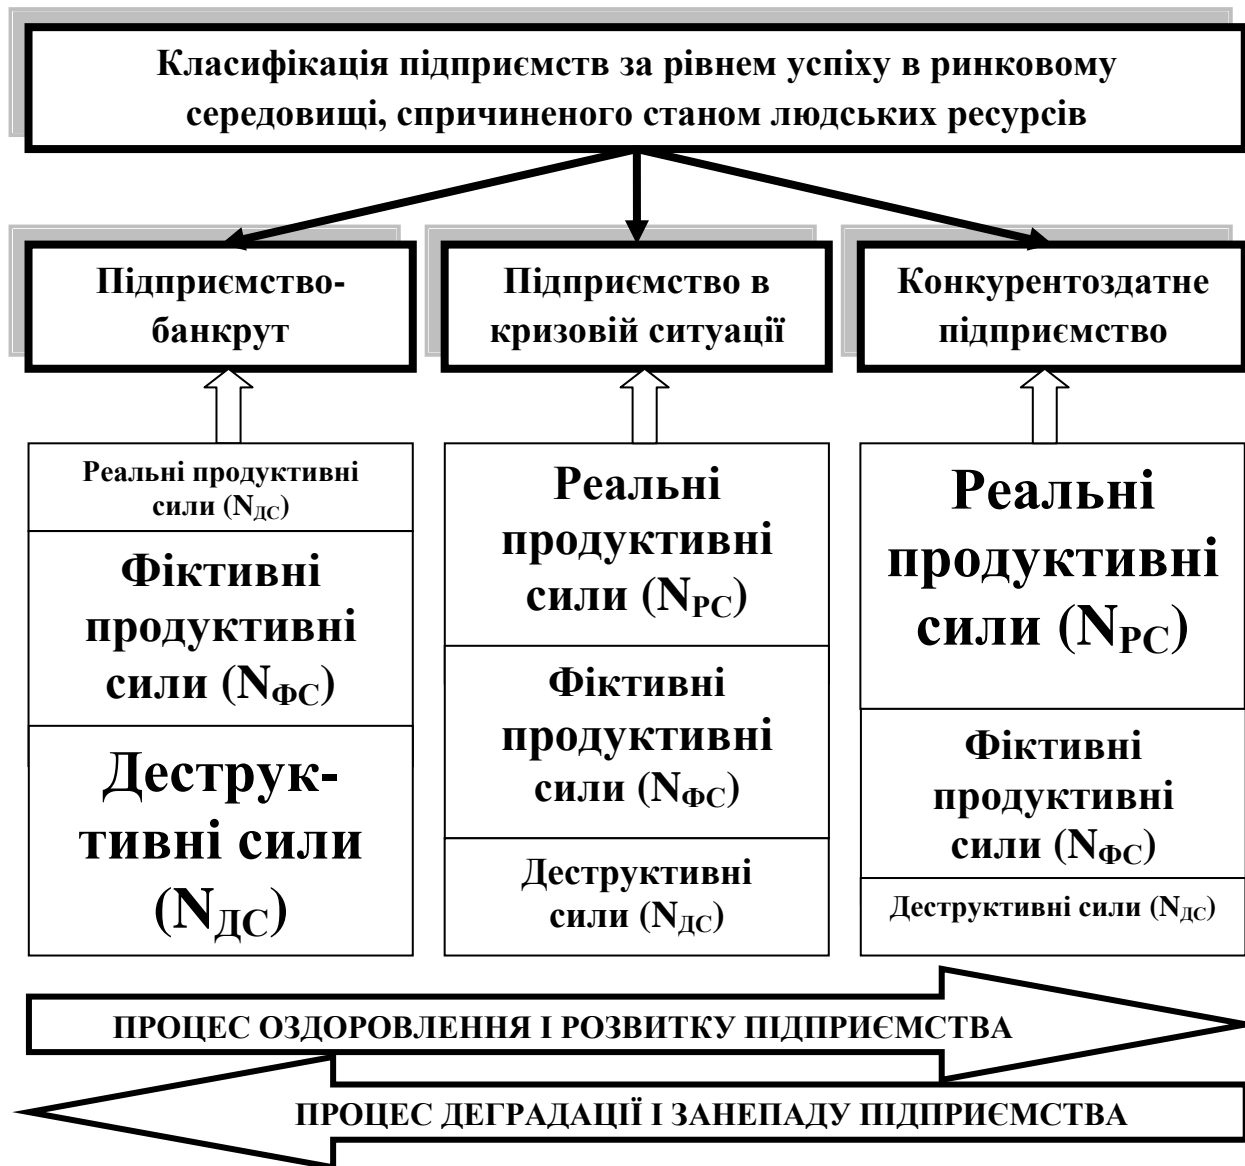 Класифікація підприємств за рівнем успіху в ринковому
середовищі, спричиненого станом людських ресурсів
Підприємство-
банкрут
Підприємство в
кризовій ситуації
Конкурентоздатне
підприємство
Реальні продуктивні
сили (NДС)
Фіктивні
продуктивні
сили (NФС)
Деструк-
тивні сили
(NДС)
Реальні
продуктивні
сили (NРС)
Фіктивні
продуктивні
сили (NФС)
Деструктивні
сили (NДС)
Реальні
продуктивні
сили (NРС)
Фіктивні
продуктивні
сили (NФС)
Деструктивні сили (NДС)
ПРОЦЕС ОЗДОРОВЛЕННЯ І РОЗВИТКУ ПІДПРИЄМСТВА
ПРОЦЕС ДЕГРАДАЦІЇ І ЗАНЕПАДУ ПІДПРИЄМСТВА